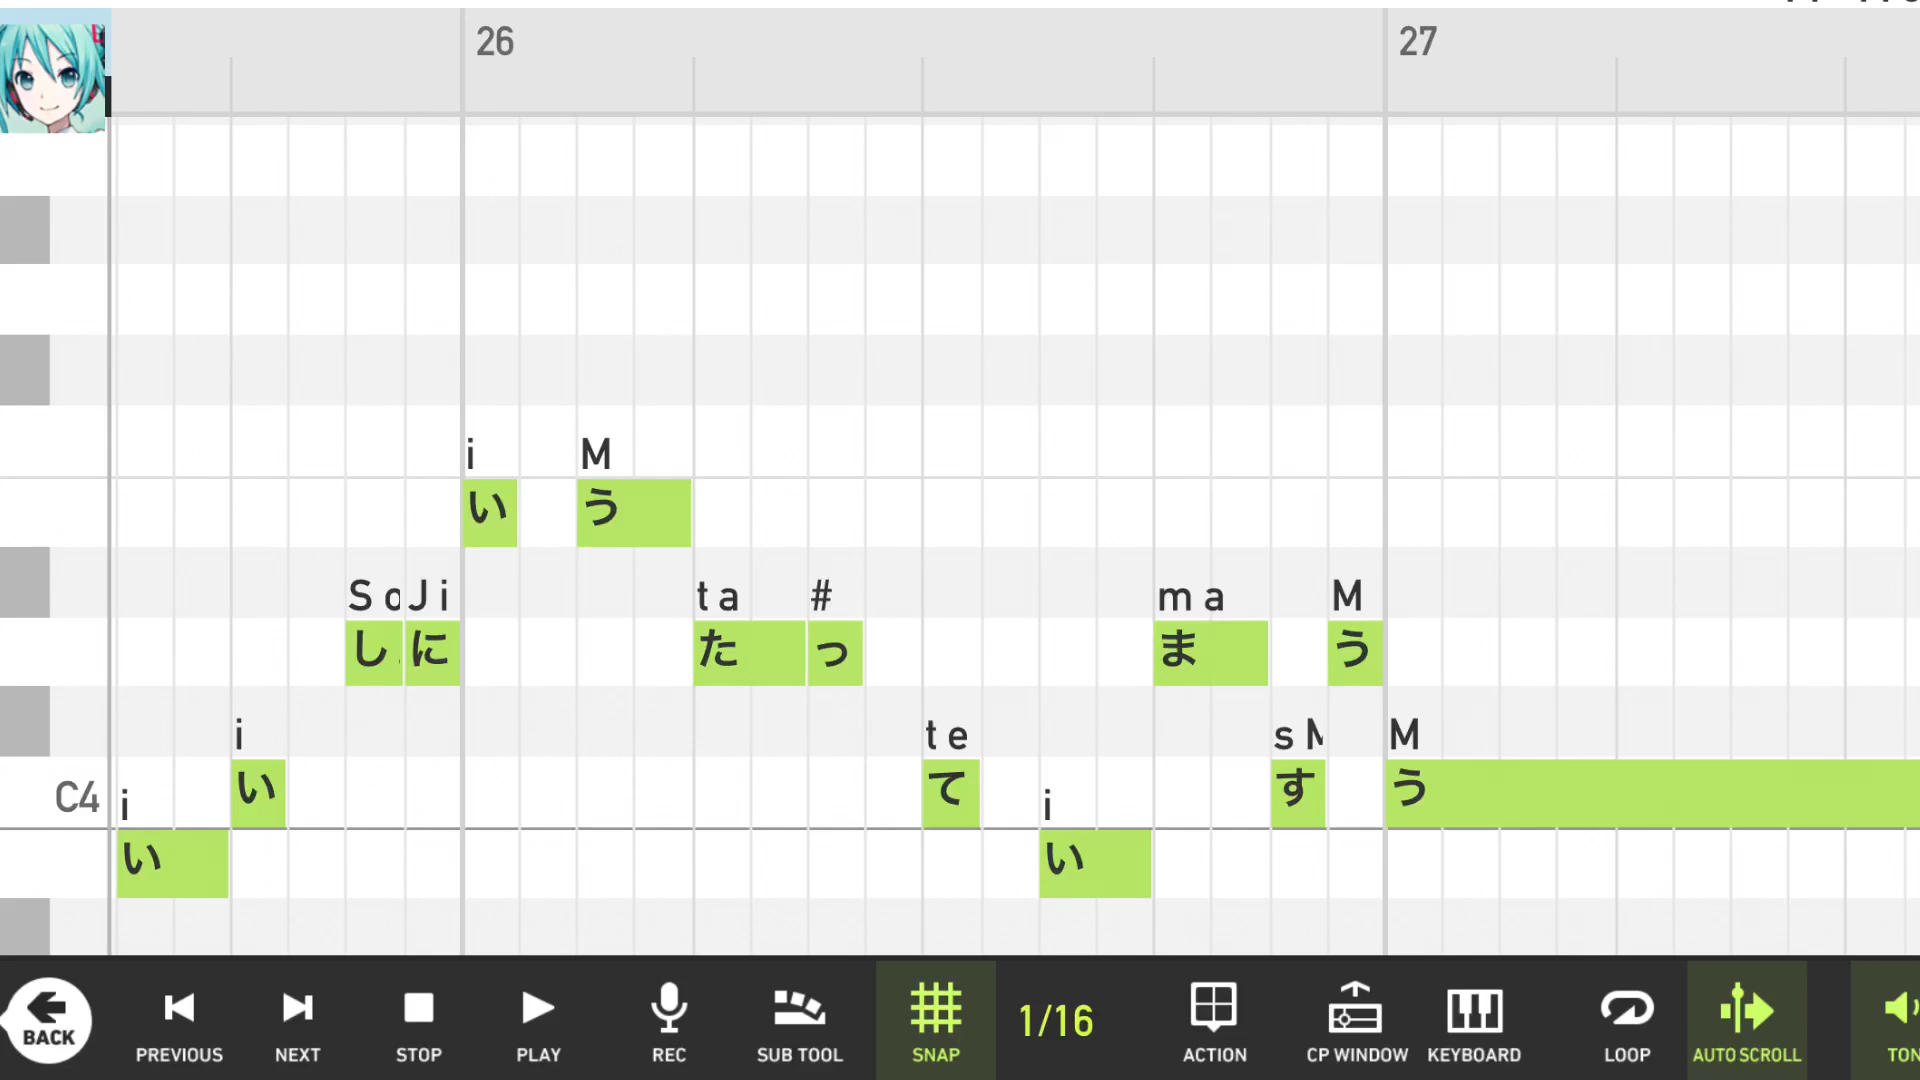 26 27
i M
い う
S J i t a # m a M
し に た っ ま う
i t e s M
い て す う
C4 i i
い い
BACK PREVIOUS NEXT STOP PLAY REC SUB TOOL SNAP 1/16 ACTION CP WINDOW KEYBOARD LOOP AUTO SCROLL